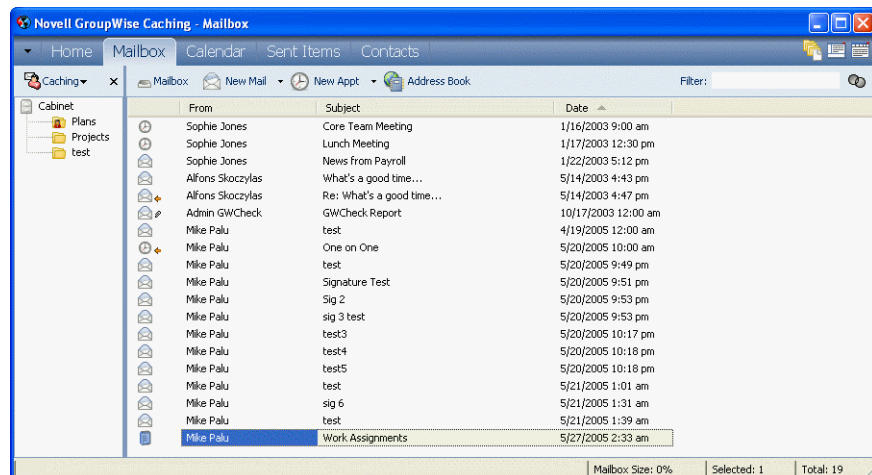 Novell GroupWise Caching - Mailbox
Home Mailbox Calendar Sent Items Contacts
Caching x Mailbox New Mail New Appt Address Book Filter:
Cabinet
Plans
Projects
test
From Subject Date
Sophie Jones Core Team Meeting 1/16/2003 9:00 am
Sophie Jones Lunch Meeting 1/17/2003 12:30 pm
Sophie Jones News from Payroll 1/22/2003 5:12 pm
Alfons Skoczylas What's a good time... 5/14/2003 4:43 pm
Alfons Skoczylas Re: What's a good time... 5/14/2003 4:47 pm
Admin GWCheck GWCheck Report 10/17/2003 12:00 am
Mike Palu test 4/19/2005 12:00 am
Mike Palu One on One 5/20/2005 10:00 am
Mike Palu test 5/20/2005 9:49 pm
Mike Palu Signature Test 5/20/2005 9:51 pm
Mike Palu Sig 2 5/20/2005 9:53 pm
Mike Palu sig 3 test 5/20/2005 9:53 pm
Mike Palu test3 5/20/2005 10:17 pm
Mike Palu test4 5/20/2005 10:18 pm
Mike Palu test5 5/20/2005 10:18 pm
Mike Palu test 5/21/2005 1:01 am
Mike Palu sig 6 5/21/2005 1:31 am
Mike Palu test 5/21/2005 1:39 am
Mike Palu Work Assignments 5/27/2005 2:33 am
Mailbox Size: 0% Selected: 1 Total: 19